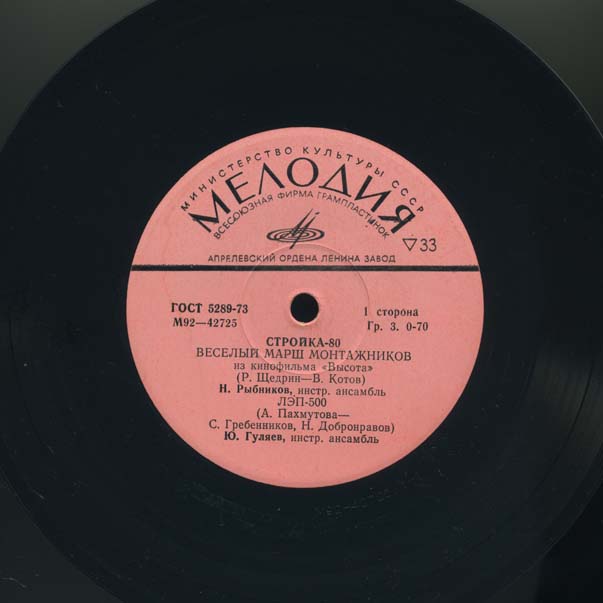 МИНИСТЕРСТВО КУЛЬТУРЫ СССР
МЕЛОДИЯ
ВСЕСОЮЗНАЯ ФИРМА ГРАМПЛАСТИНОК
▽33
АПРЕЛЕВСКИЙ ОРДЕНА ЛЕНИНА ЗАВОД
ГОСТ 5289-73
М92—42725
1 сторона
Гр. 3. 0-70
СТРОЙКА-80
ВЕСЕЛЫЙ МАРШ МОНТАЖНИКОВ
из кинофильма «Высота»
(Р. Щедрин—В. Котов)
Н. Рыбников, инстр. ансамбль
ЛЭП-500
(А. Пахмутова—
С. Гребенников, Н. Добронравов)
Ю. Гуляев, инстр. ансамбль